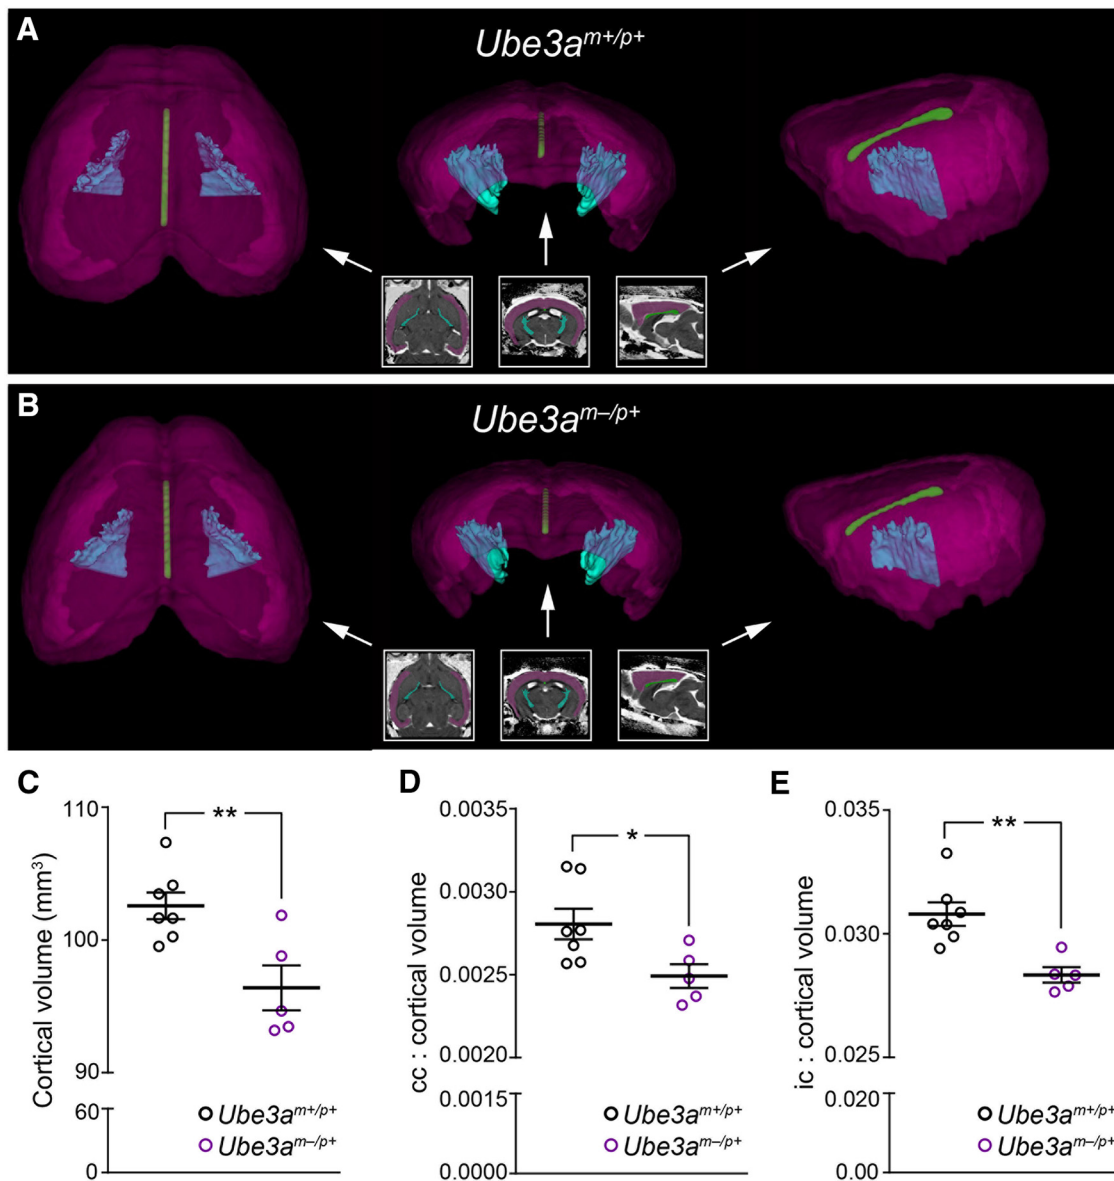 A
Ube3a^m+/p+
B
Ube3a^m–/p+
C
D
E
Cortical volume (mm³)
110
100
90
60
0
**
Ube3a^m+/p+
Ube3a^m–/p+
cc : cortical volume
0.0035
0.0030
0.0025
0.0020
0.0015
0.0000
*
Ube3a^m+/p+
Ube3a^m–/p+
ic : cortical volume
0.035
0.030
0.025
0.020
0.00
**
Ube3a^m+/p+
Ube3a^m–/p+